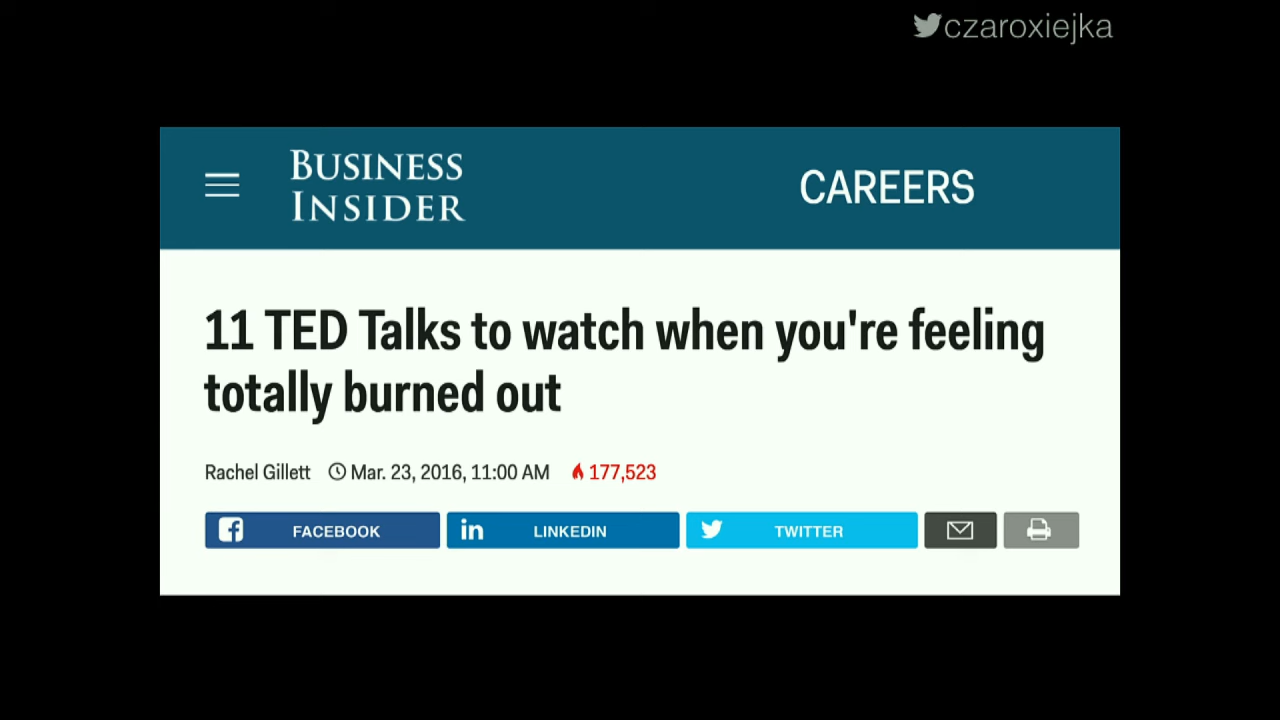 czaroxiejka
BUSINESS
INSIDER
CAREERS
11 TED Talks to watch when you're feeling
totally burned out
Rachel Gillett Mar. 23, 2016, 11:00 AM 177,523
FACEBOOK LINKEDIN TWITTER